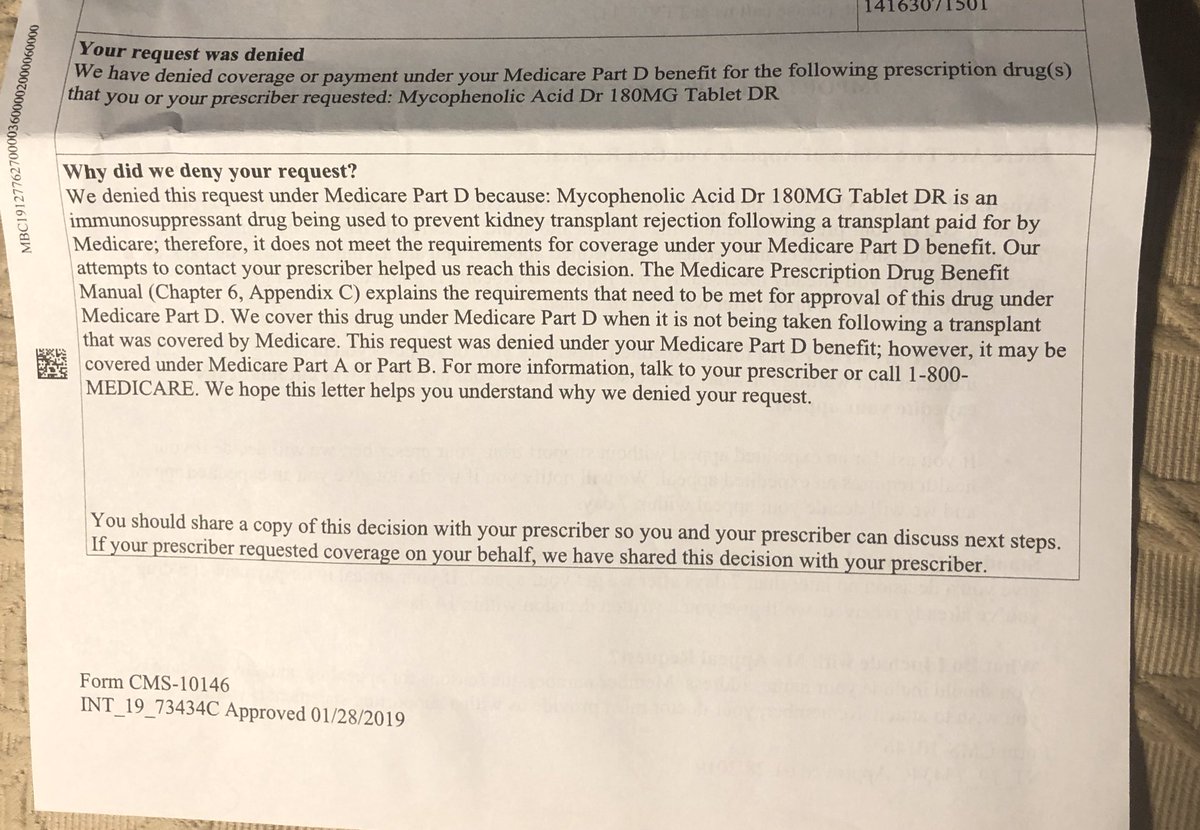 14163071501
Your request was denied
We have denied coverage or payment under your Medicare Part D benefit for the following prescription drug(s)
that you or your prescriber requested: Mycophenolic Acid Dr 180MG Tablet DR
MBC1912776270000360000020000060000
Why did we deny your request?
We denied this request under Medicare Part D because: Mycophenolic Acid Dr 180MG Tablet DR is an
immunosuppressant drug being used to prevent kidney transplant rejection following a transplant paid for by
Medicare; therefore, it does not meet the requirements for coverage under your Medicare Part D benefit. Our
attempts to contact your prescriber helped us reach this decision. The Medicare Prescription Drug Benefit
Manual (Chapter 6, Appendix C) explains the requirements that need to be met for approval of this drug under
Medicare Part D. We cover this drug under Medicare Part D when it is not being taken following a transplant
that was covered by Medicare. This request was denied under your Medicare Part D benefit; however, it may be
covered under Medicare Part A or Part B. For more information, talk to your prescriber or call 1-800-
MEDICARE. We hope this letter helps you understand why we denied your request.
You should share a copy of this decision with your prescriber so you and your prescriber can discuss next steps.
If your prescriber requested coverage on your behalf, we have shared this decision with your prescriber.
Form CMS-10146
INT_19_73434C Approved 01/28/2019